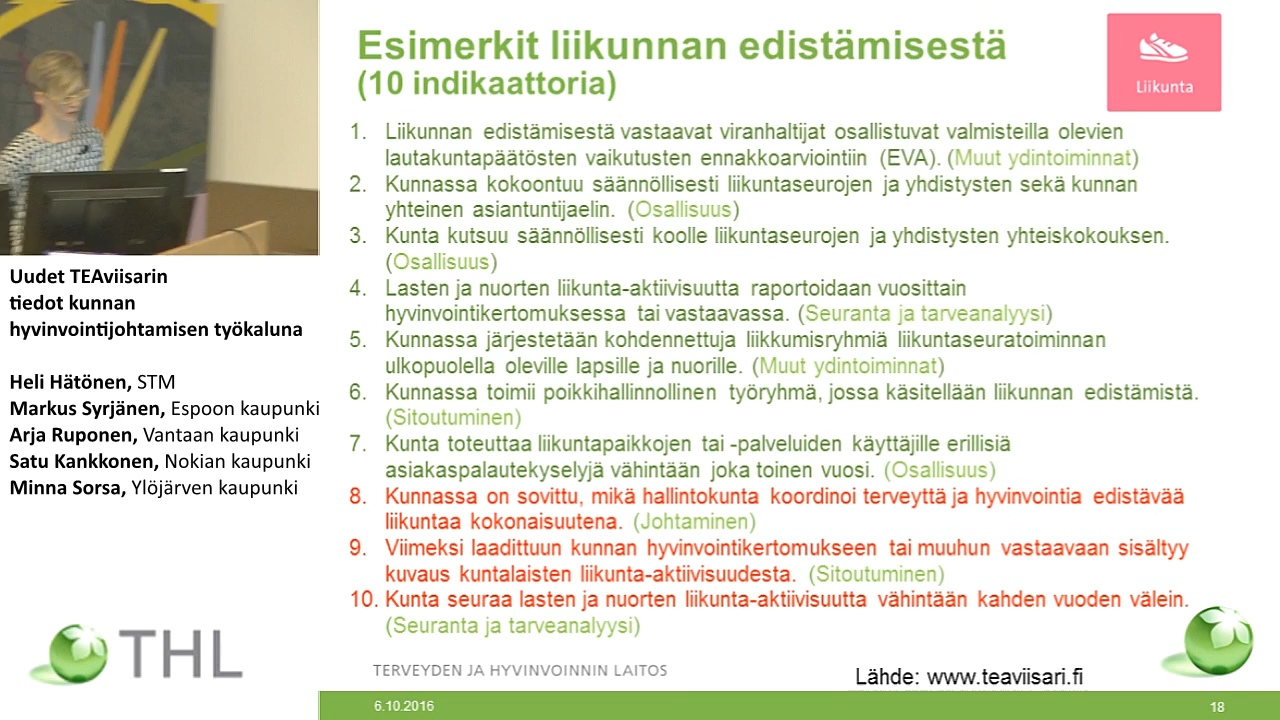 Esimerkit liikunnan edistämisestä
(10 indikaattoria)
Liikunta
1. Liikunnan edistämisestä vastaavat viranhaltijat osallistuvat valmisteilla olevien
lautakuntapäätösten vaikutusten ennakkoarviointiin (EVA). (Muut ydintoiminnat)
2. Kunnassa kokoontuu säännöllisesti liikuntaseurojen ja yhdistysten sekä kunnan
yhteinen asiantuntijaelin. (Osallisuus)
3. Kunta kutsuu säännöllisesti koolle liikuntaseurojen ja yhdistysten yhteiskokouksen.
(Osallisuus)
4. Lasten ja nuorten liikunta-aktiivisuutta raportoidaan vuosittain
hyvinvointikertomuksessa tai vastaavassa. (Seuranta ja tarveanalyysi)
5. Kunnassa järjestetään kohdennettuja liikkumisryhmiä liikuntaseuratoiminnan
ulkopuolella oleville lapsille ja nuorille. (Muut ydintoiminnat)
6. Kunnassa toimii poikkihallinnollinen työryhmä, jossa käsitellään liikunnan edistämistä.
(Sitoutuminen)
7. Kunta toteuttaa liikuntapaikkojen tai -palveluiden käyttäjille erillisiä
asiakaspalautekyselyjä vähintään joka toinen vuosi. (Osallisuus)
8. Kunnassa on sovittu, mikä hallintokunta koordinoi terveyttä ja hyvinvointia edistävää
liikuntaa kokonaisuutena. (Johtaminen)
9. Viimeksi laadittuun kunnan hyvinvointikertomukseen tai muuhun vastaavaan sisältyy
kuvaus kuntalaisten liikunta-aktiivisuudesta. (Sitoutuminen)
10. Kunta seuraa lasten ja nuorten liikunta-aktiivisuutta vähintään kahden vuoden välein.
(Seuranta ja tarveanalyysi)
TERVEYDEN JA HYVINVOINNIN LAITOS
Lähde: www.teaviisari.fi
6.10.2016
18
Uudet TEAviisarin
tiedot kunnan
hyvinvointijohtamisen työkaluna
Heli Hätönen, STM
Markus Syrjänen, Espoon kaupunki
Arja Ruponen, Vantaan kaupunki
Satu Kankkonen, Nokian kaupunki
Minna Sorsa, Ylöjärven kaupunki
THL